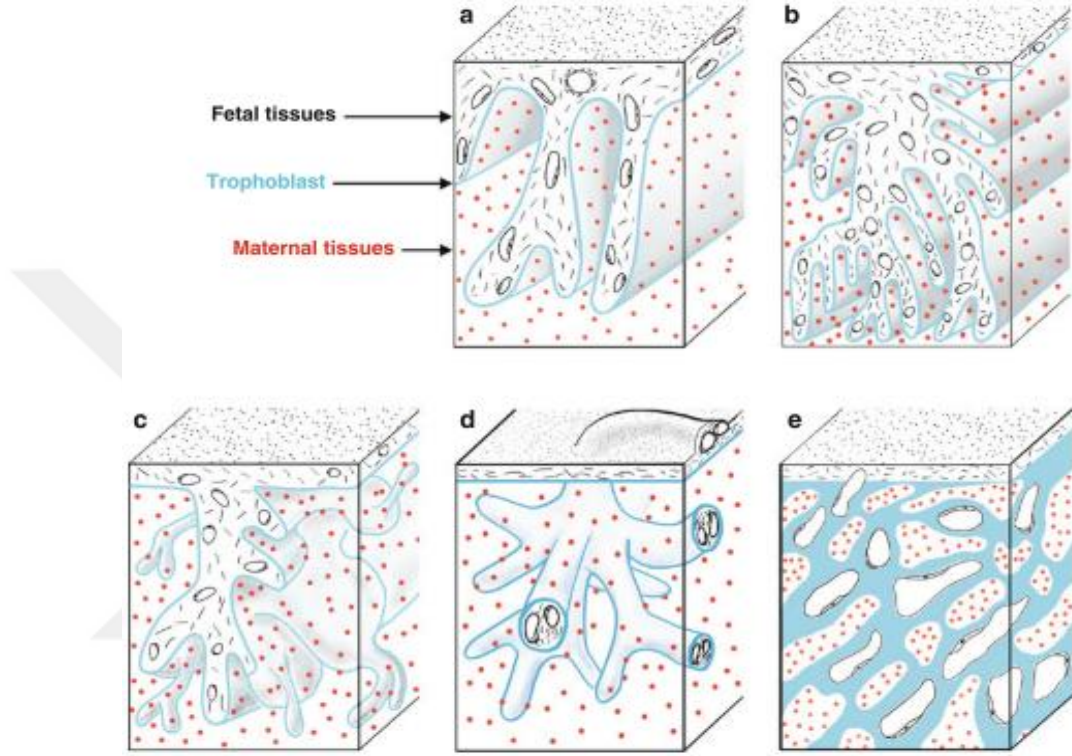 a
b
Fetal tissues
Trophoblast
Maternal tissues
c
d
e